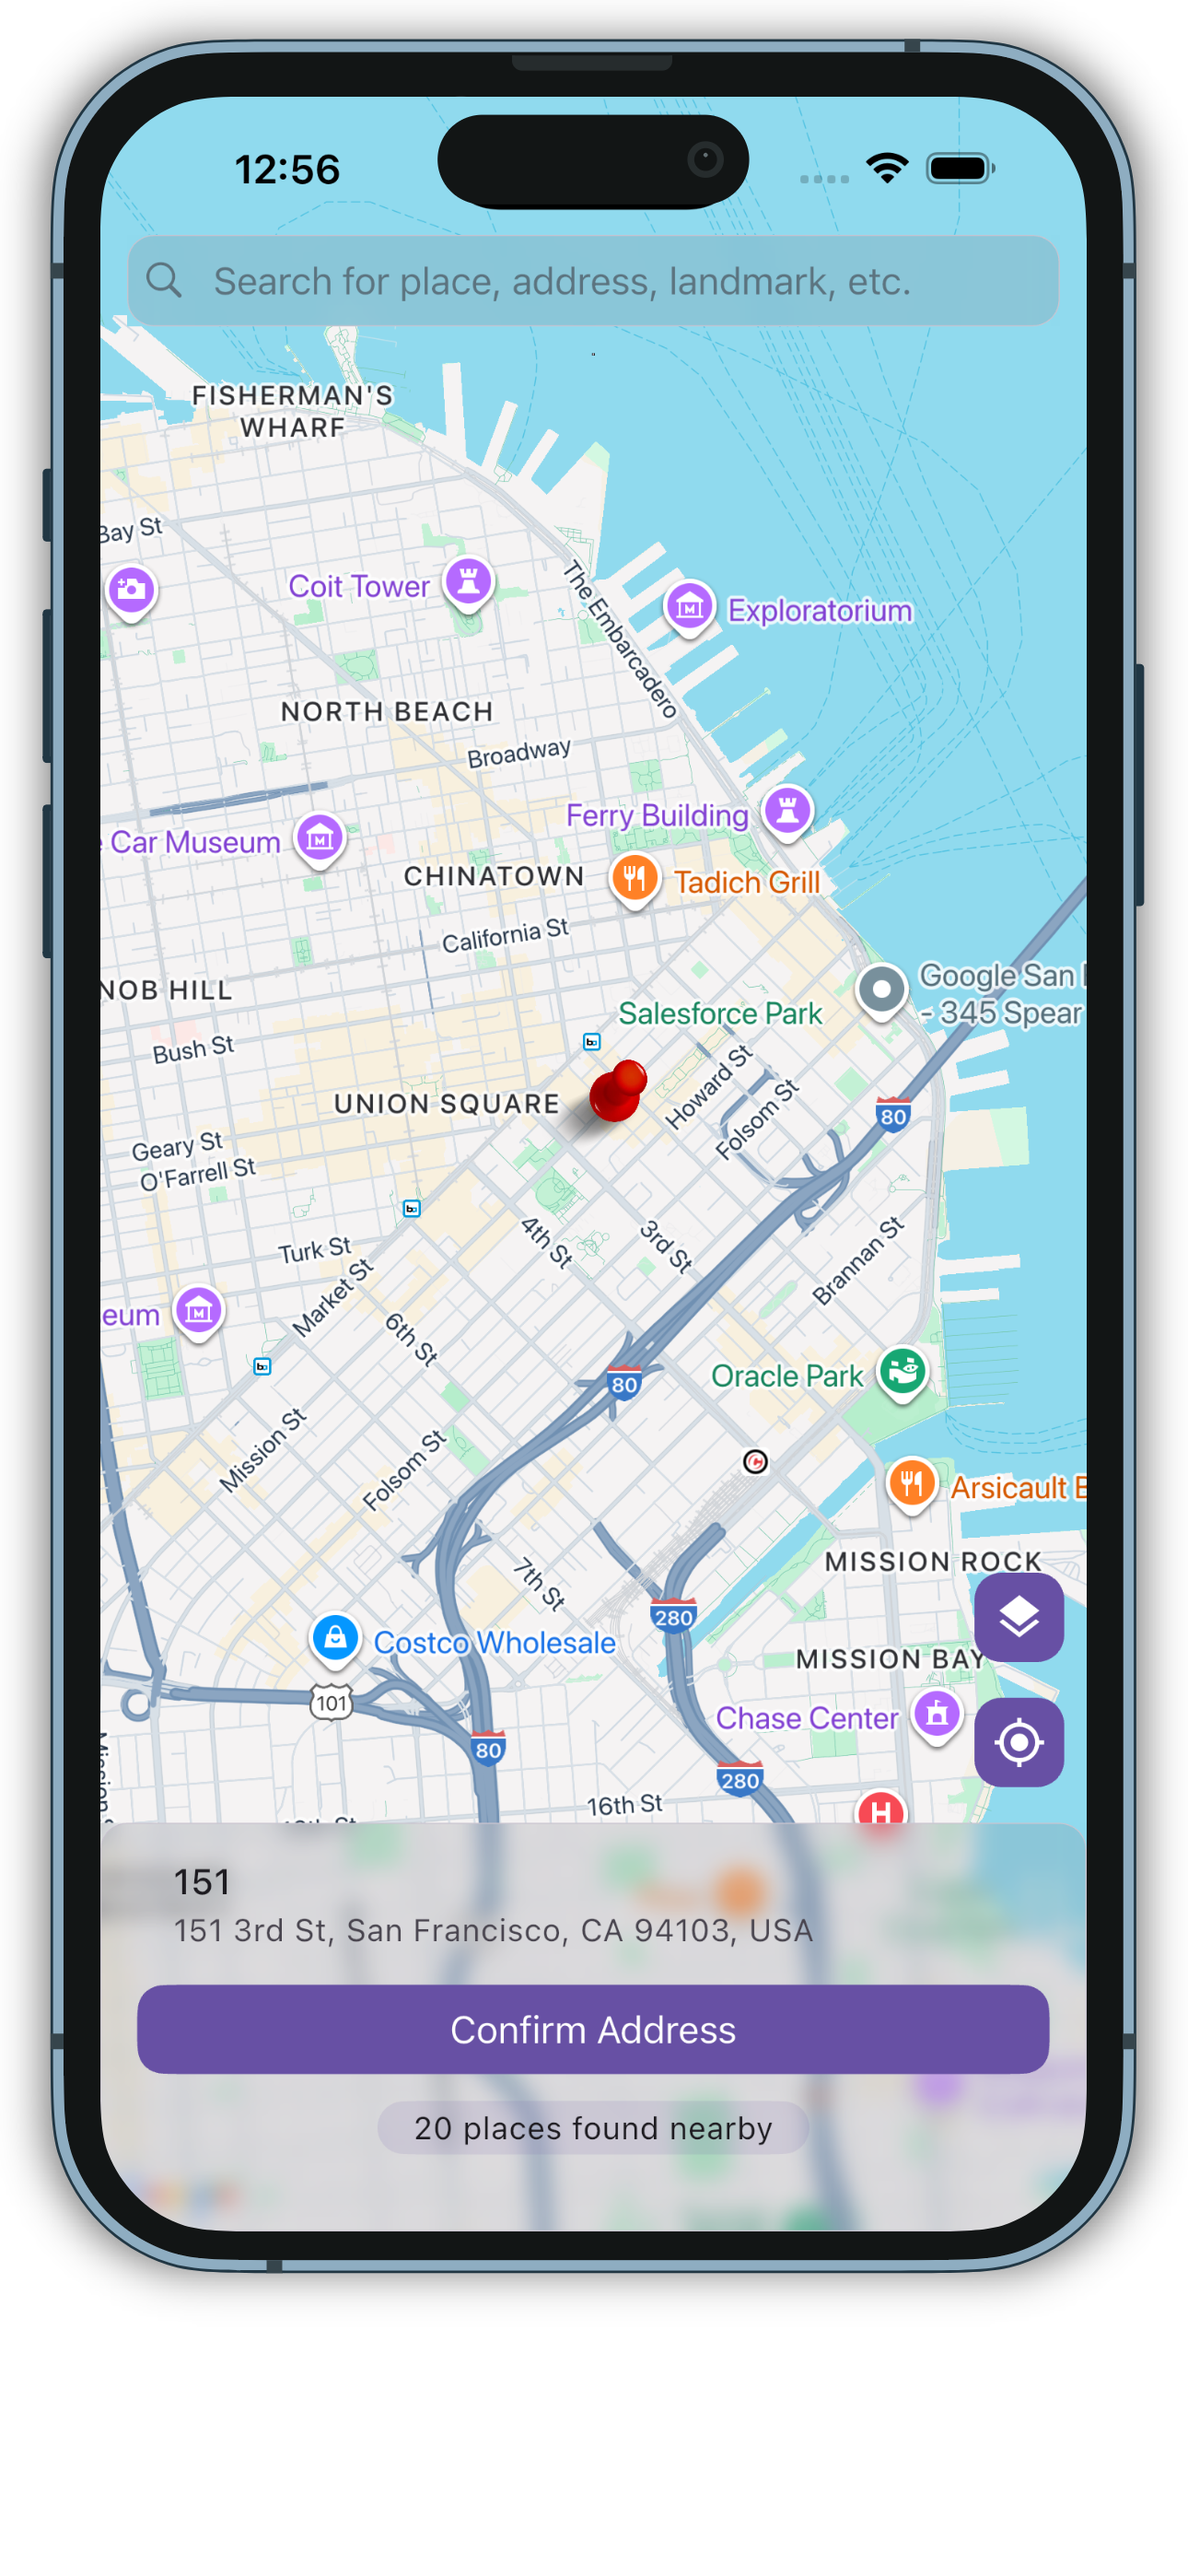 12:56
Search for place, address, landmark, etc.
FISHERMAN'S
WHARF
Bay St
Coit Tower
The Embarcadero
Exploratorium
NORTH BEACH
Broadway
Ferry Building
Car Museum
CHINATOWN
Tadich Grill
California St
NOB HILL
Google San
- 345 Spear
Salesforce Park
Bush St
Howard St
UNION SQUARE
Folsom St
80
Geary St
O'Farrell St
4th St
3rd St
Brannan St
Turk St
Market St
eum
6th St
80
Oracle Park
Mission St
Folsom St
Arsicault
MISSION ROCK
7th St
280
Costco Wholesale
MISSION BAY
101
Chase Center
80
280
16th St
H
151
151 3rd St, San Francisco, CA 94103, USA
Confirm Address
20 places found nearby